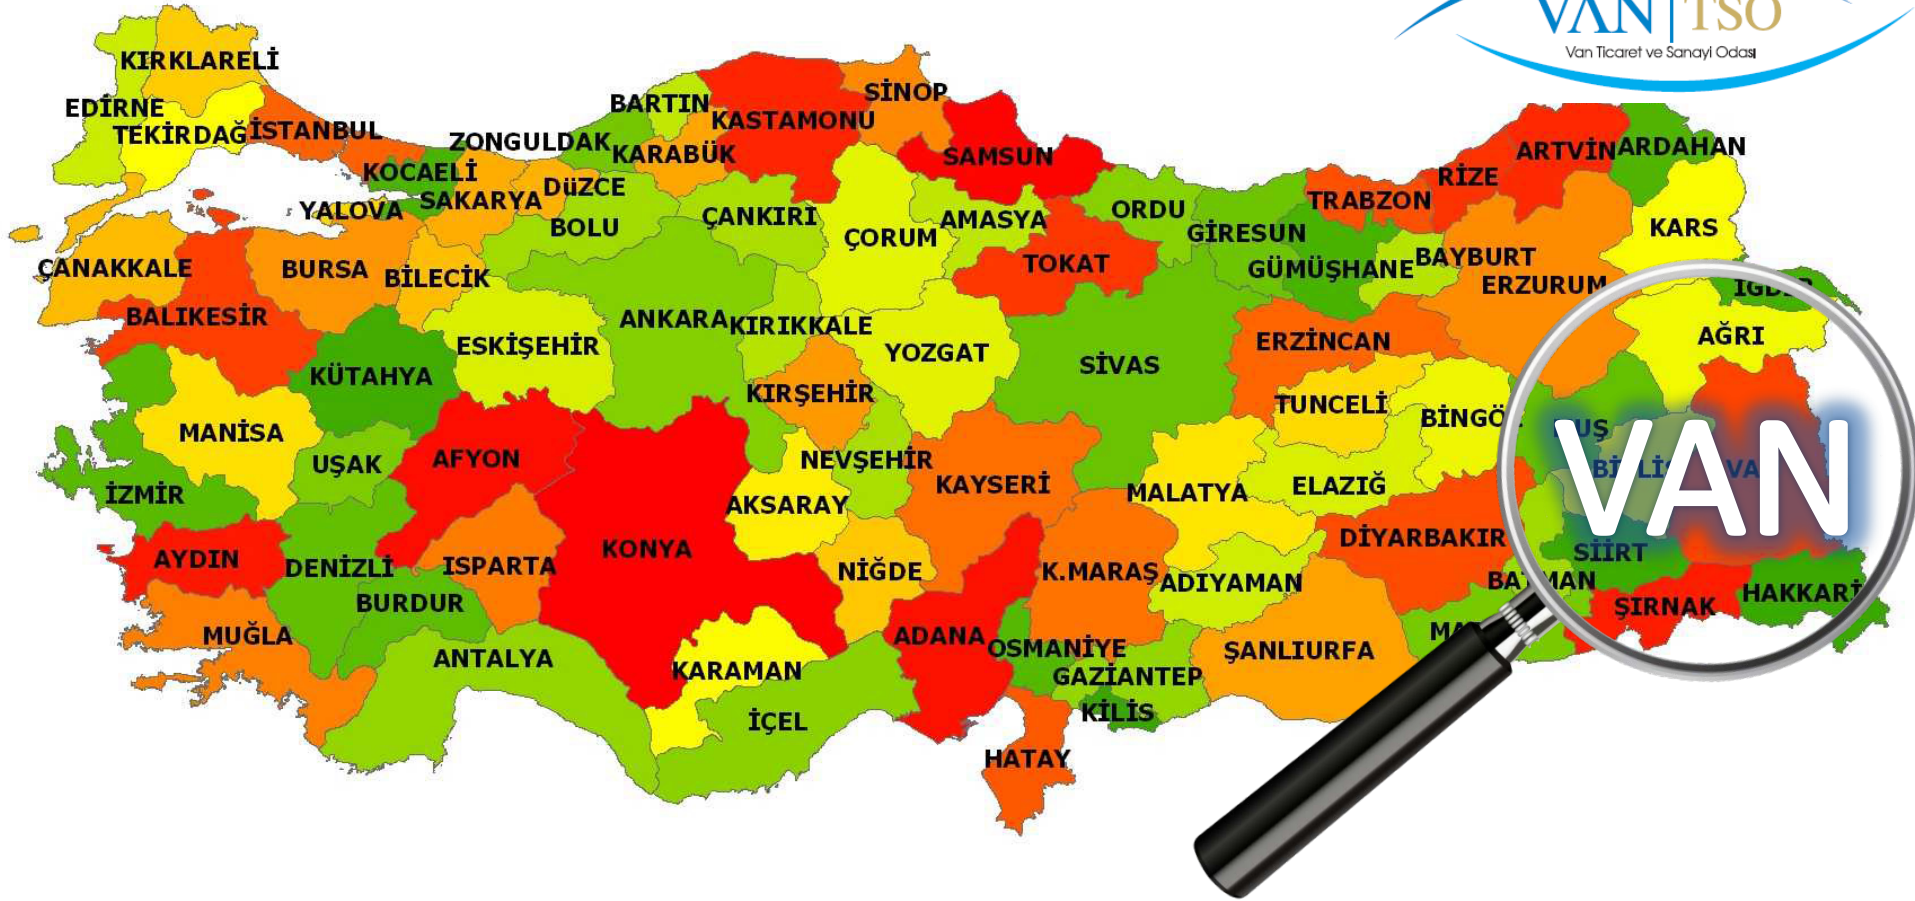 VAN TSO
Van Ticaret ve Sanayi Odası
KIRKLARELİ
EDİRNE
TEKİRDAĞ
İSTANBUL
KOCAELİ
YALOVA
SAKARYA
DüZCE
ZONGULDAK
BARTIN
KARABÜK
KASTAMONU
SİNOP
SAMSUN
BOLU
ÇANKIRI
ÇORUM
AMASYA
TOKAT
ORDU
GİRESUN
GÜMÜŞHANE
TRABZON
RİZE
ARTVİN
ARDAHAN
BAYBURT
ERZURUM
KARS
IĞDIR
AĞRI
ÇANAKKALE
BALIKESİR
BURSA
BİLECİK
KÜTAHYA
ESKİŞEHİR
ANKARA
KIRIKKALE
YOZGAT
SİVAS
ERZİNCAN
TUNCELİ
KIRŞEHİR
MANİSA
UŞAK
AFYON
İZMİR
AYDIN
DENİZLİ
ISPARTA
BURDUR
MUĞLA
ANTALYA
KONYA
AKSARAY
NEVŞEHİR
KAYSERİ
NİĞDE
MALATYA
ELAZIĞ
DİYARBAKIR
VAN
SİİRT
BATMAN
ŞIRNAK
HAKKARİ
K.MARAŞ
ADIYAMAN
ŞANLIURFA
ADANA
OSMANİYE
GAZİANTEP
KİLİS
KARAMAN
İÇEL
HATAY